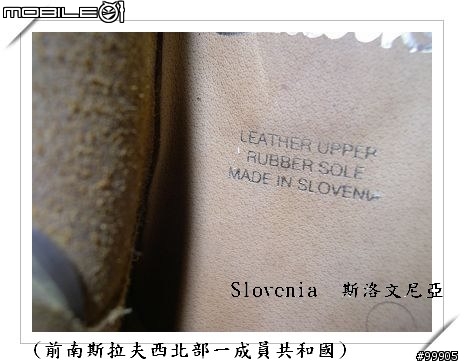 MOBILE01
LEATHER UPPER
RUBBER SOLE
MADE IN SLOVENIA
Slovenia 斯洛文尼亞
(前南斯拉夫西北部一成員共和國)
#99905